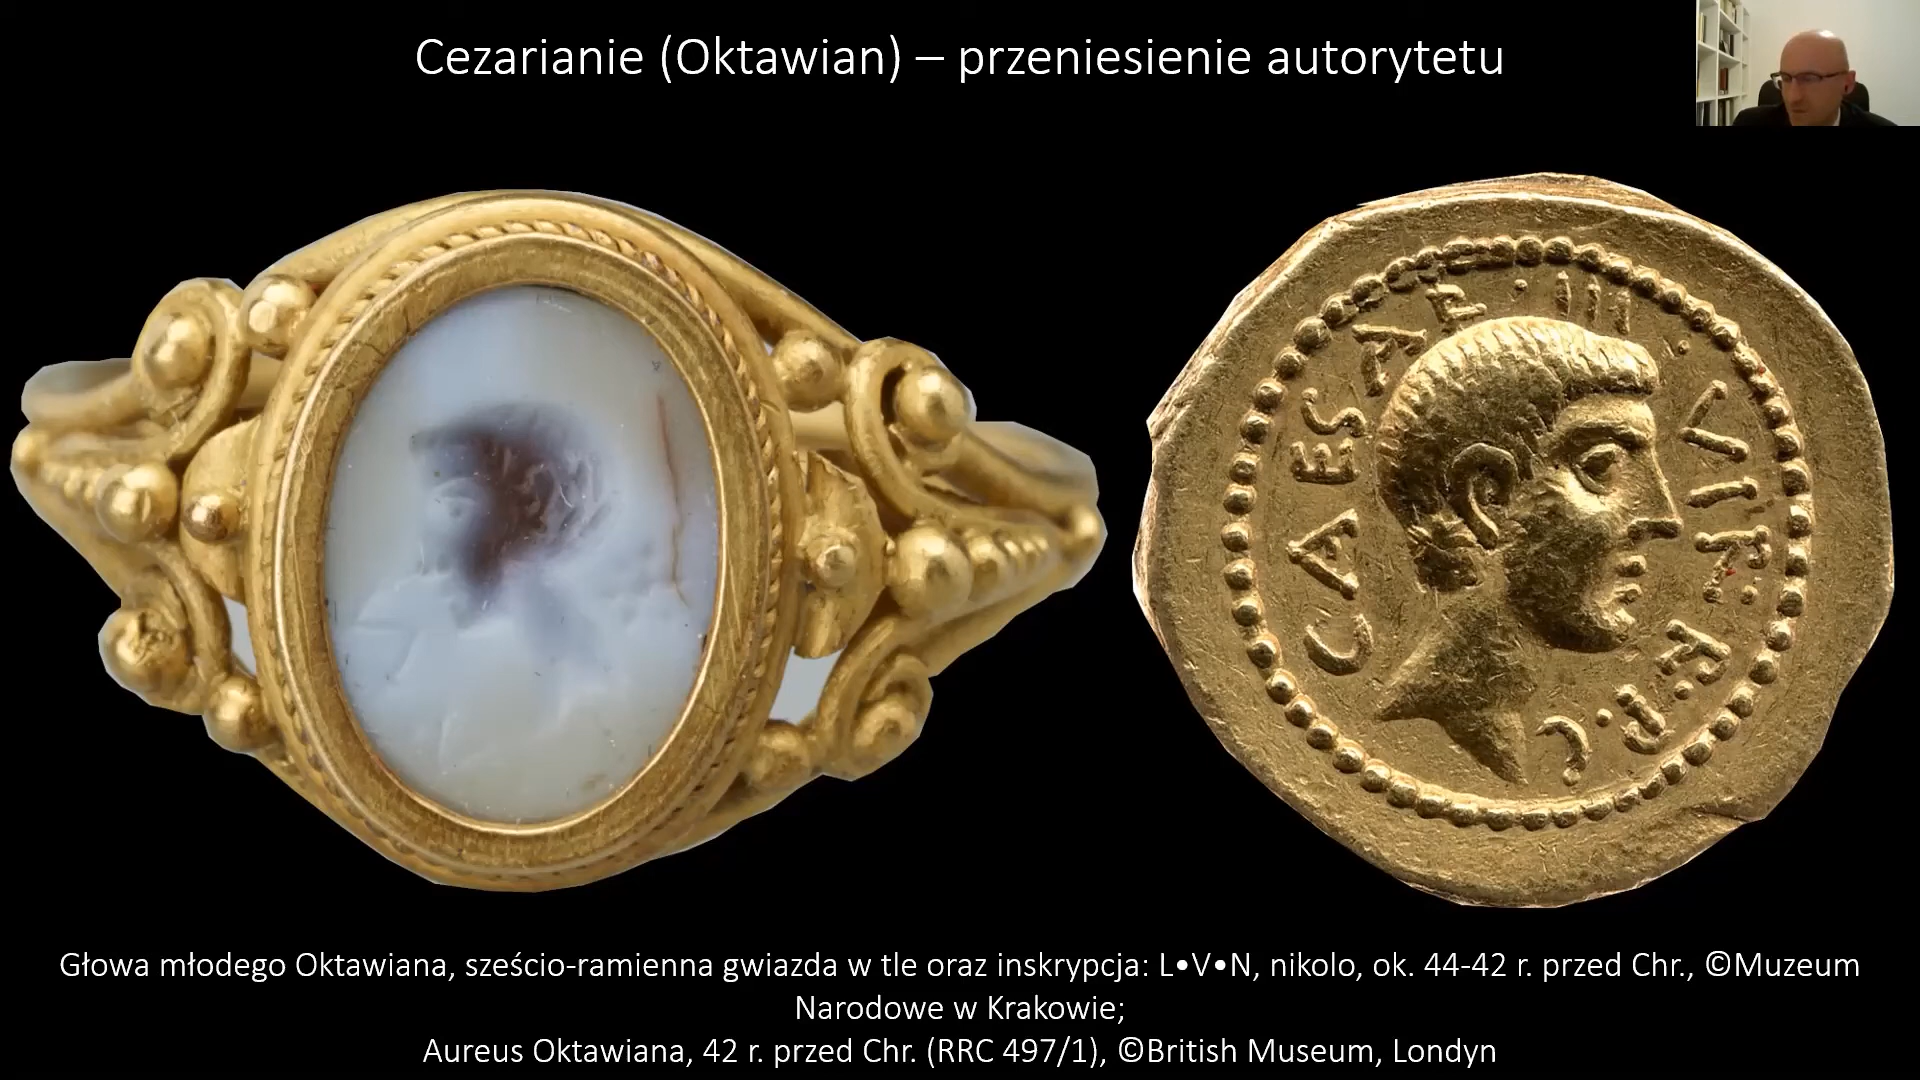 Cezarianie (Oktawian) – przeniesienie autorytetu
CAESAR · III · VIR · R · P · C
Głowa młodego Oktawiana, sześcio-ramienna gwiazda w tle oraz inskrypcja: L•V•N, nikolo, ok. 44-42 r. przed Chr., ©Muzeum
Narodowe w Krakowie;
Aureus Oktawiana, 42 r. przed Chr. (RRC 497/1), ©British Museum, Londyn